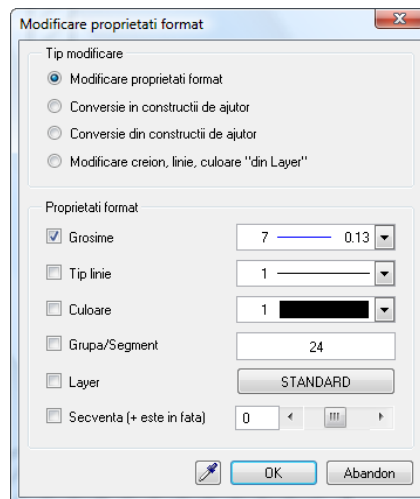 Modificare proprietati format
Tip modificare
Modificare proprietati format
Conversie in constructii de ajutor
Conversie din constructii de ajutor
Modificare creion, linie, culoare "din Layer"
Proprietati format
Grosime 7 0.13
Tip linie 1
Culoare 1
Grupa/Segment 24
Layer STANDARD
Secventa (+ este in fata) 0
OK Abandon